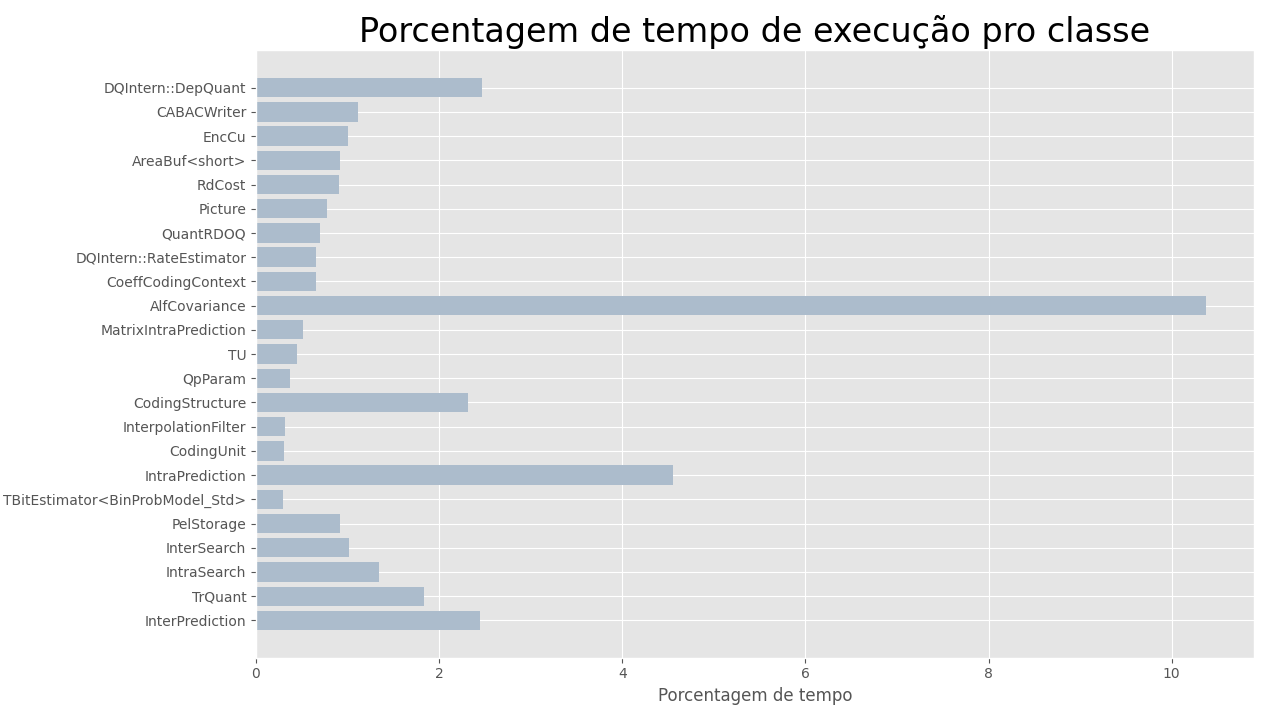 Porcentagem de tempo de execução pro classe
DQIntern::DepQuant
CABACWriter
EncCu
AreaBuf<short>
RdCost
Picture
QuantRDOQ
DQIntern::RateEstimator
CoeffCodingContext
AlfCovariance
MatrixIntraPrediction
TU
QpParam
CodingStructure
InterpolationFilter
CodingUnit
IntraPrediction
TBitEstimator<BinProbModel_Std>
PelStorage
InterSearch
IntraSearch
TrQuant
InterPrediction
0 2 4 6 8 10
Porcentagem de tempo